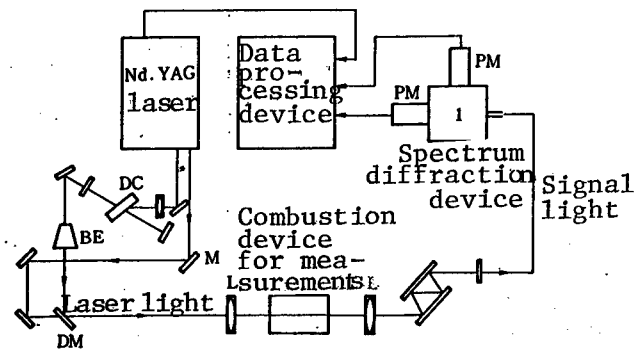 Nd.YAG
laser
Data
pro-
cessing
device
PM
PM
1
Spectrum
diffraction
device
Signal
light
DC
BE
M
Combustion
device
for mea-
surements
L
L
Laser light
DM